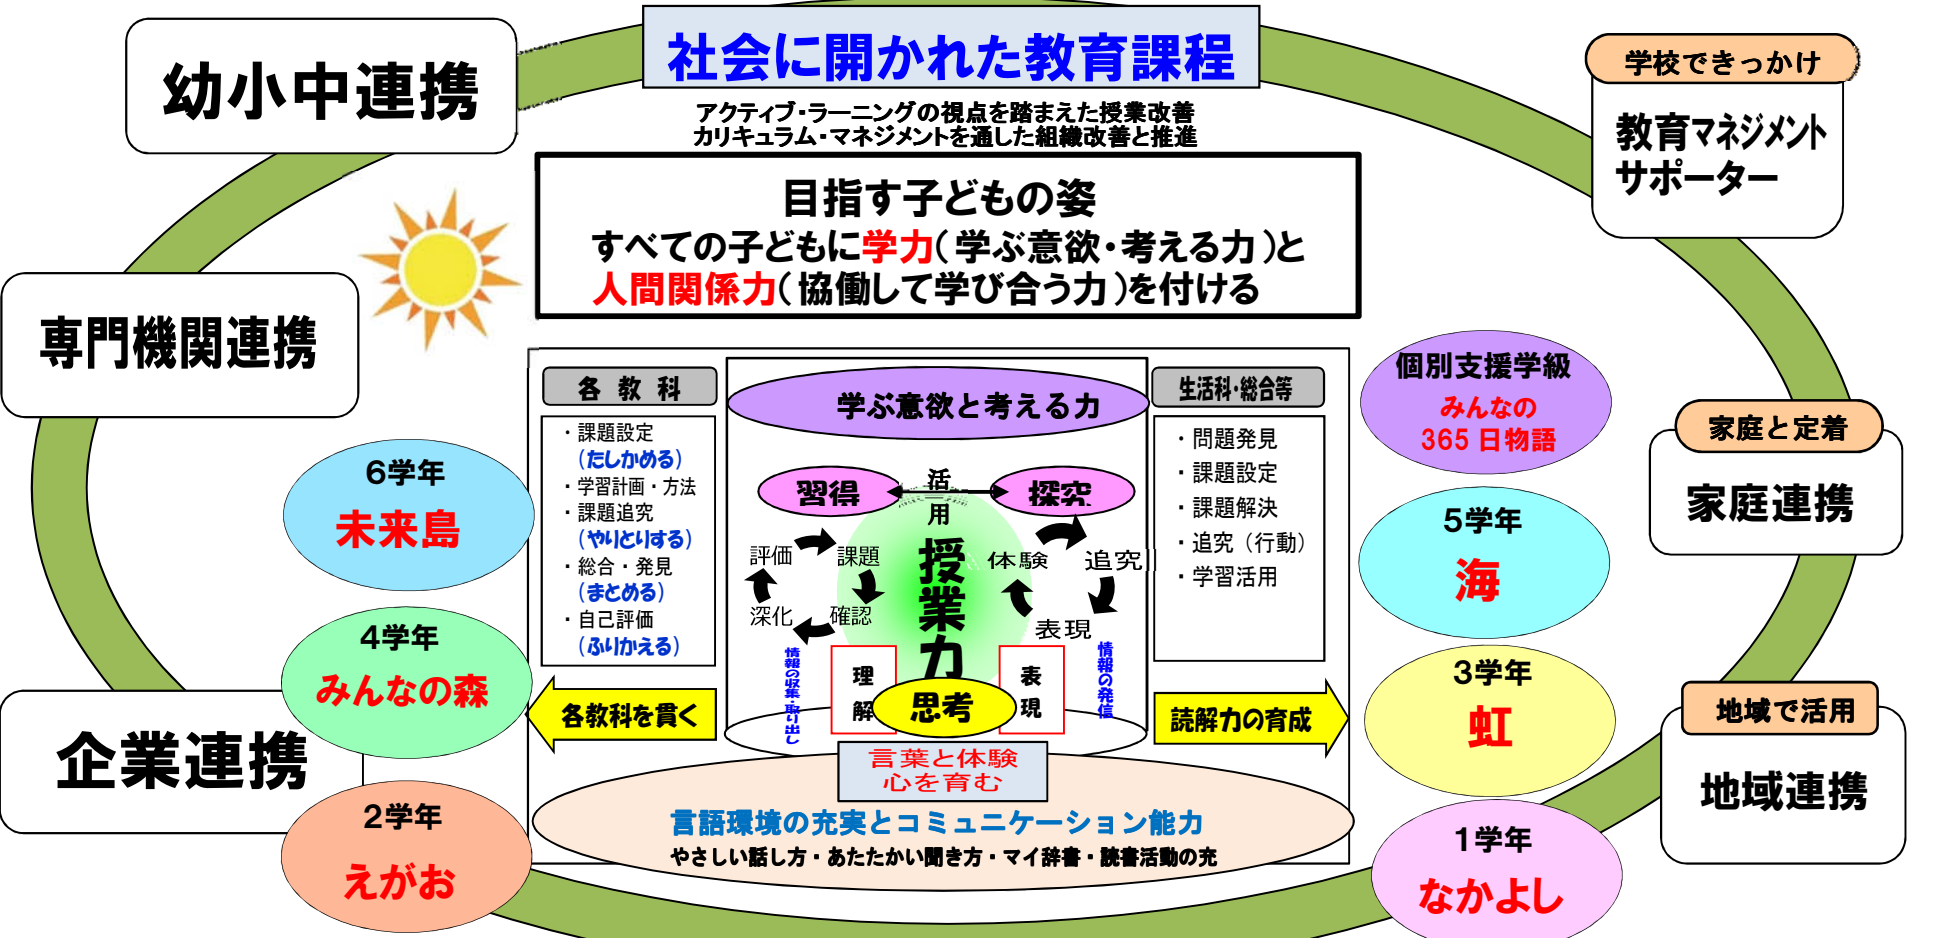 社会に開かれた教育課程
アクティブ・ラーニングの視点を踏まえた授業改善
カリキュラム・マネジメントを通した組織改善と推進
幼小中連携
専門機関連携
企業連携
学校できっかけ
教育マネジメント
サポーター
家庭と定着
家庭連携
地域で活用
地域連携
目指す子どもの姿
すべての子どもに学力(学ぶ意欲・考える力)と
人間関係力(協働して学び合う力)を付ける
6学年
未来島
4学年
みんなの森
2学年
えがお
各教科
・課題設定
(たしかめる)
・学習計画・方法
・課題追究
(やりとりする)
・総合・発見
(まとめる)
・自己評価
(ふりかえる)
各教科を貫く
学ぶ意欲と考える力
習得
活用
探究
評価
課題
深化
確認
授業力
体験
追究
表現
情報の収集・取り出し
理解
思考
表現
情報の発信
生活科・総合等
・問題発見
・課題設定
・課題解決
・追究（行動）
・学習活用
読解力の育成
言葉と体験
心を育む
言語環境の充実とコミュニケーション能力
やさしい話し方・あたたかい聞き方・マイ辞書・読書活動の充
個別支援学級
みんなの
365日物語
5学年
海
3学年
虹
1学年
なかよし